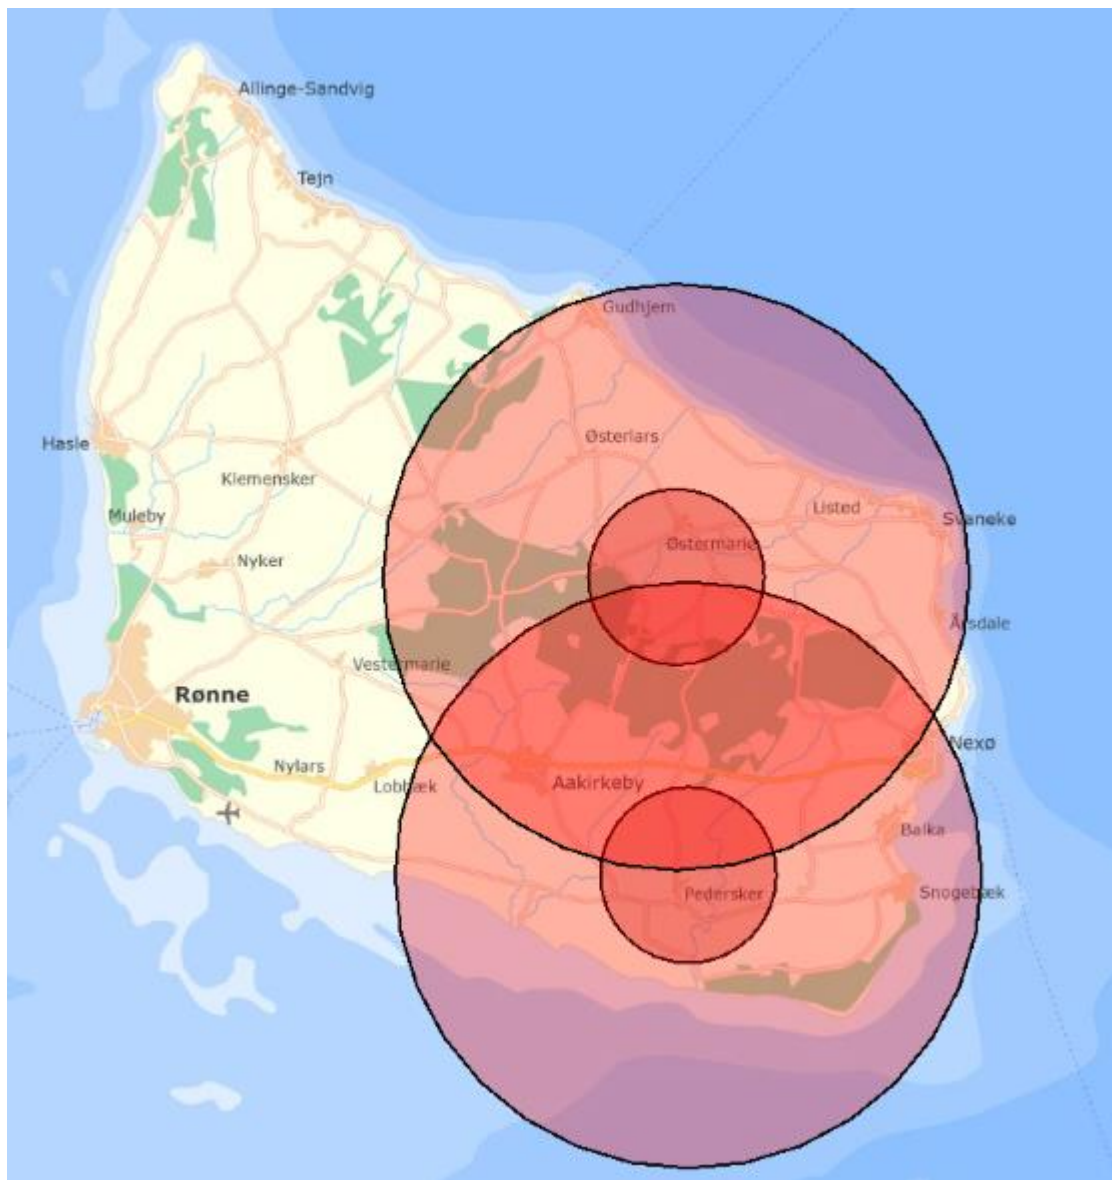 Allinge-Sandvig
Tejn
Gudhjem
Østerlars
Hasle
Klemensker
Listed
Muleby
Svaneke
Østermarie
Nyker
Årsdale
Vestermarie
Rønne
Nexø
Nylars
Aakirkeby
Lobbæk
Balka
Pedersker
Snogebæk